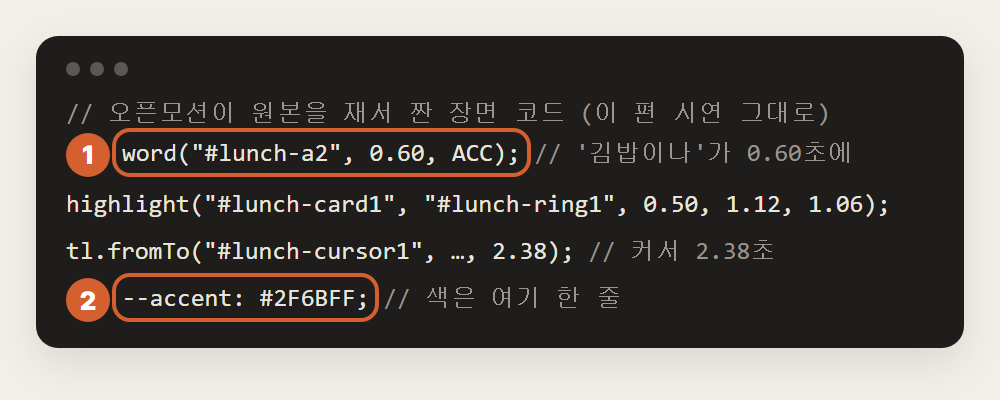 // 오픈모션이 원본을 재서 짠 장면 코드 (이 편 시연 그대로)
1 word("#lunch-a2", 0.60, ACC); // '김밥이나'가 0.60초에
highlight("#lunch-card1", "#lunch-ring1", 0.50, 1.12, 1.06);
tl.fromTo("#lunch-cursor1", …, 2.38); // 커서 2.38초
2 --accent: #2F6BFF; // 색은 여기 한 줄